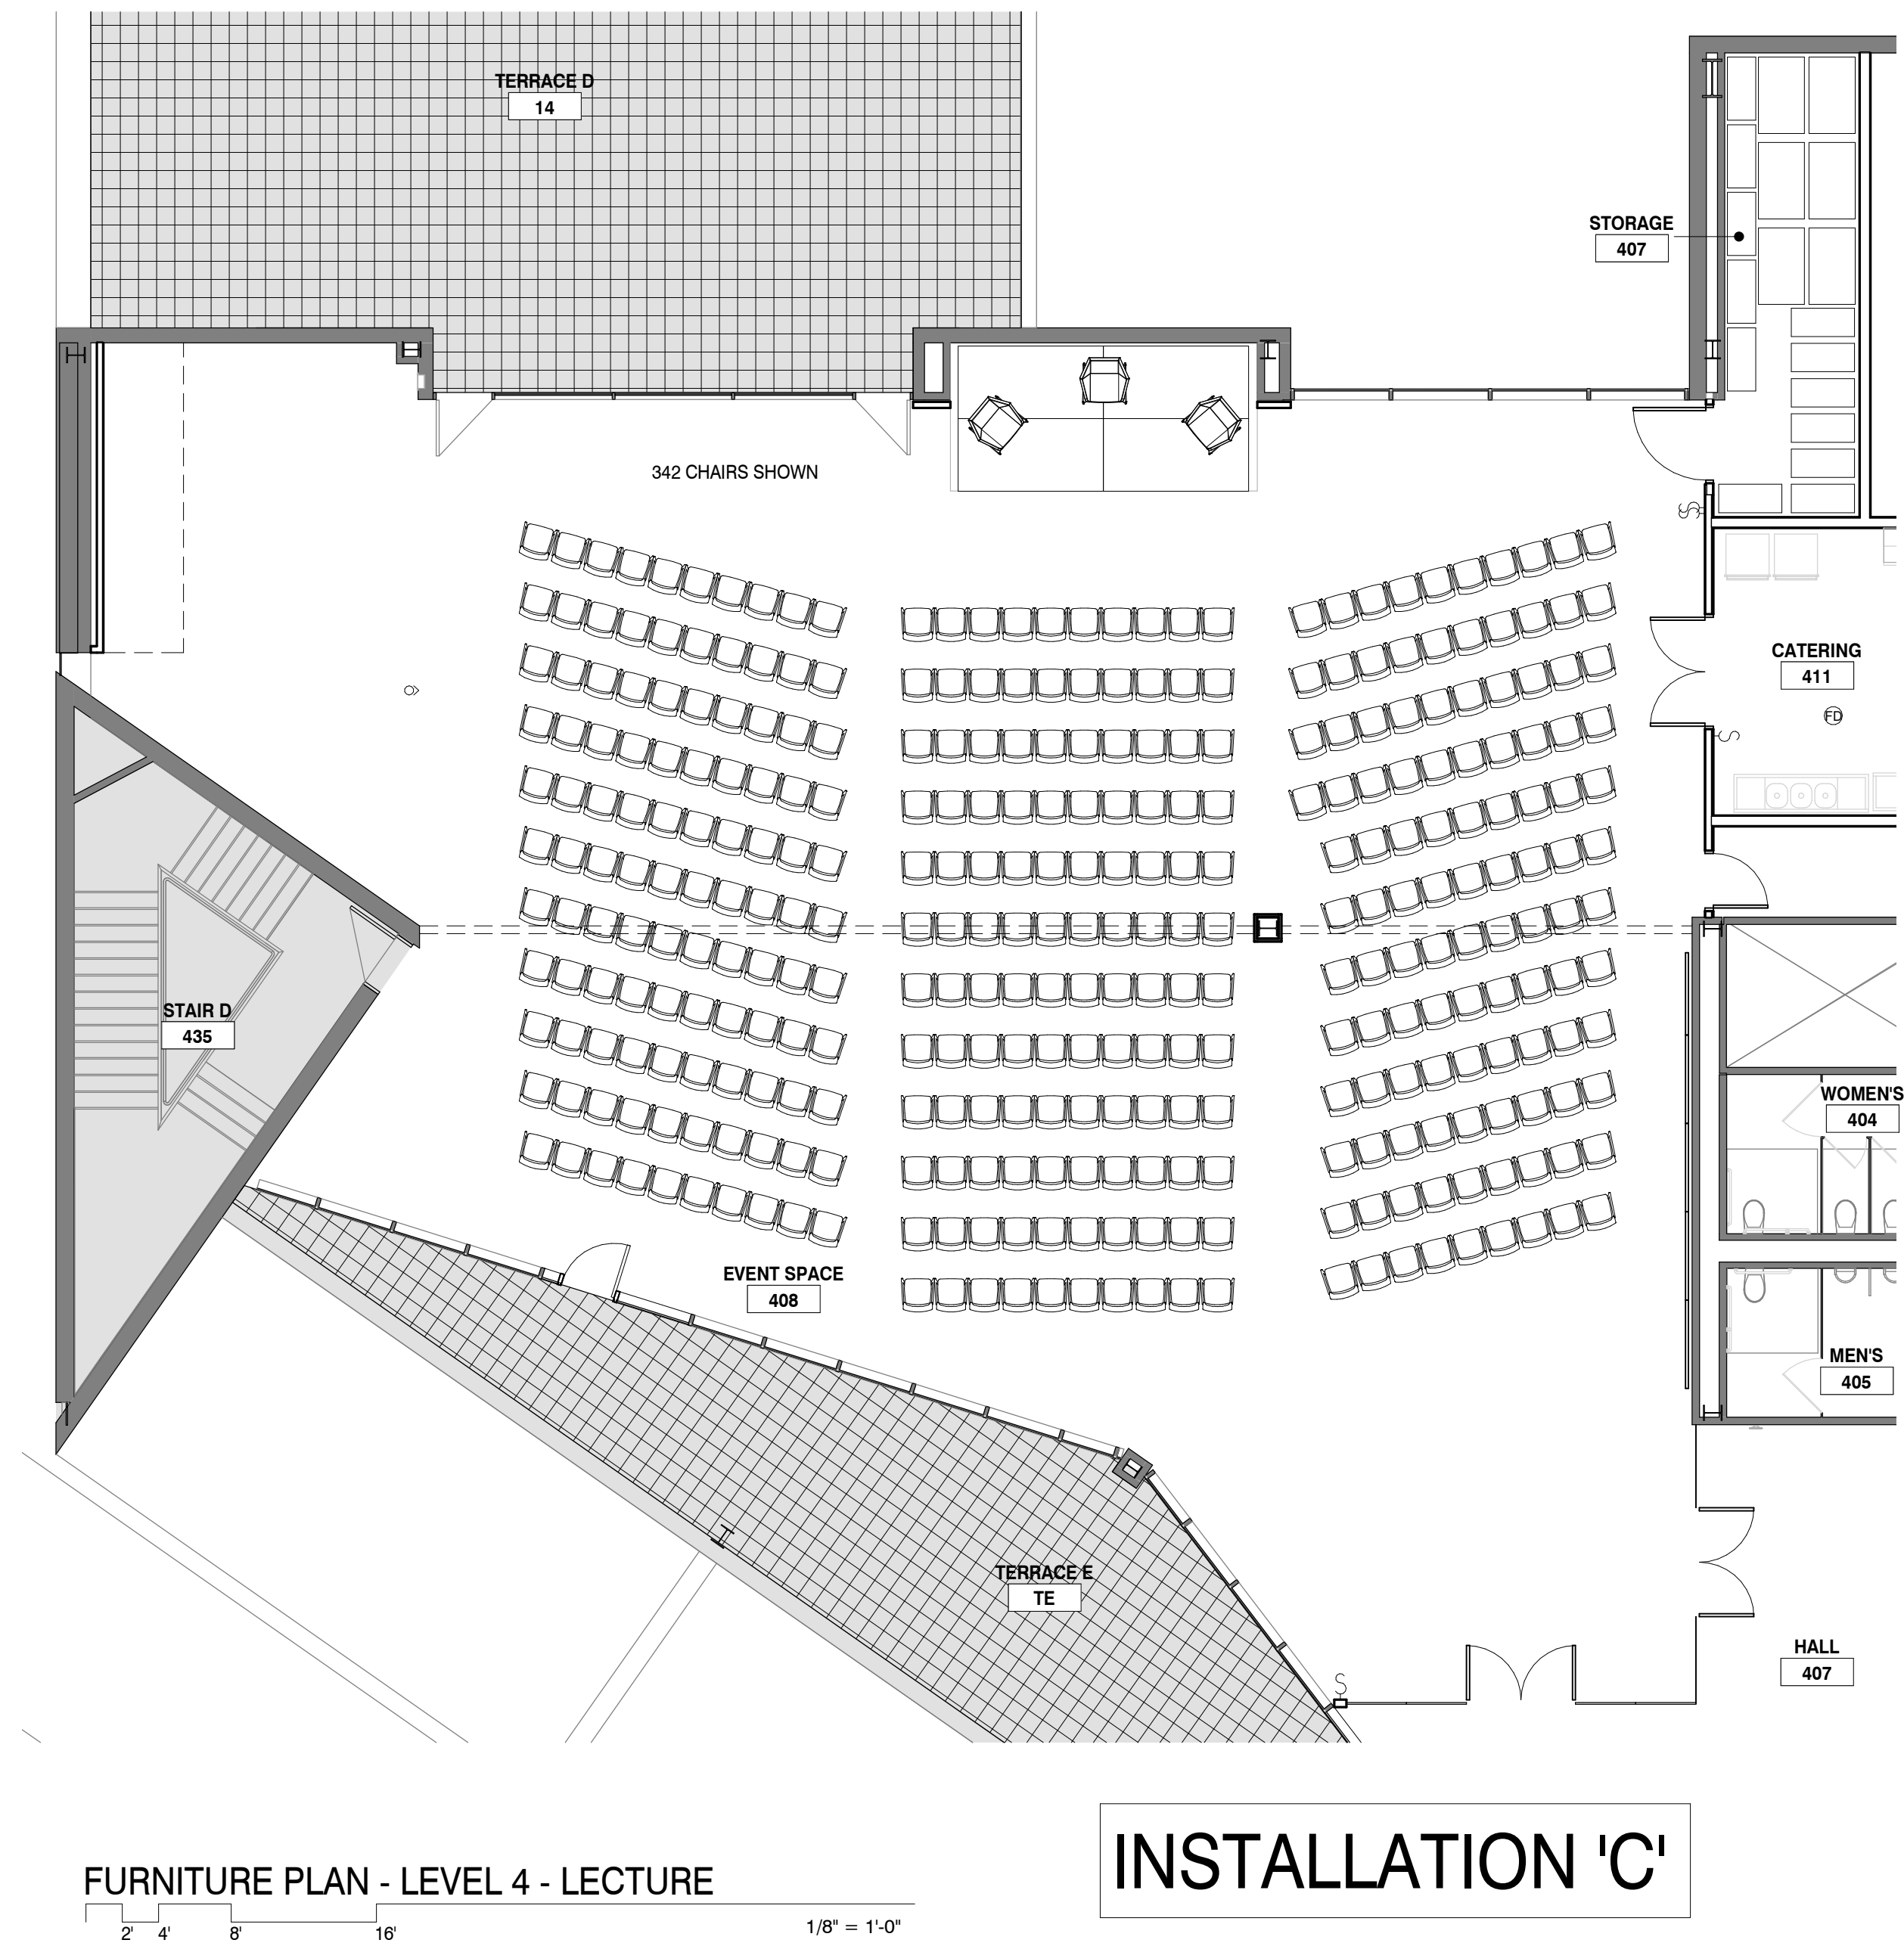 TERRACE D
14
STORAGE
407
342 CHAIRS SHOWN
CATERING
411
FD
STAIR D
435
WOMEN'S
404
EVENT SPACE
408
MEN'S
405
TERRACE E
TE
S
HALL
407
INSTALLATION 'C'
FURNITURE PLAN - LEVEL 4 - LECTURE
2' 4' 8' 16' 1/8" = 1'-0"